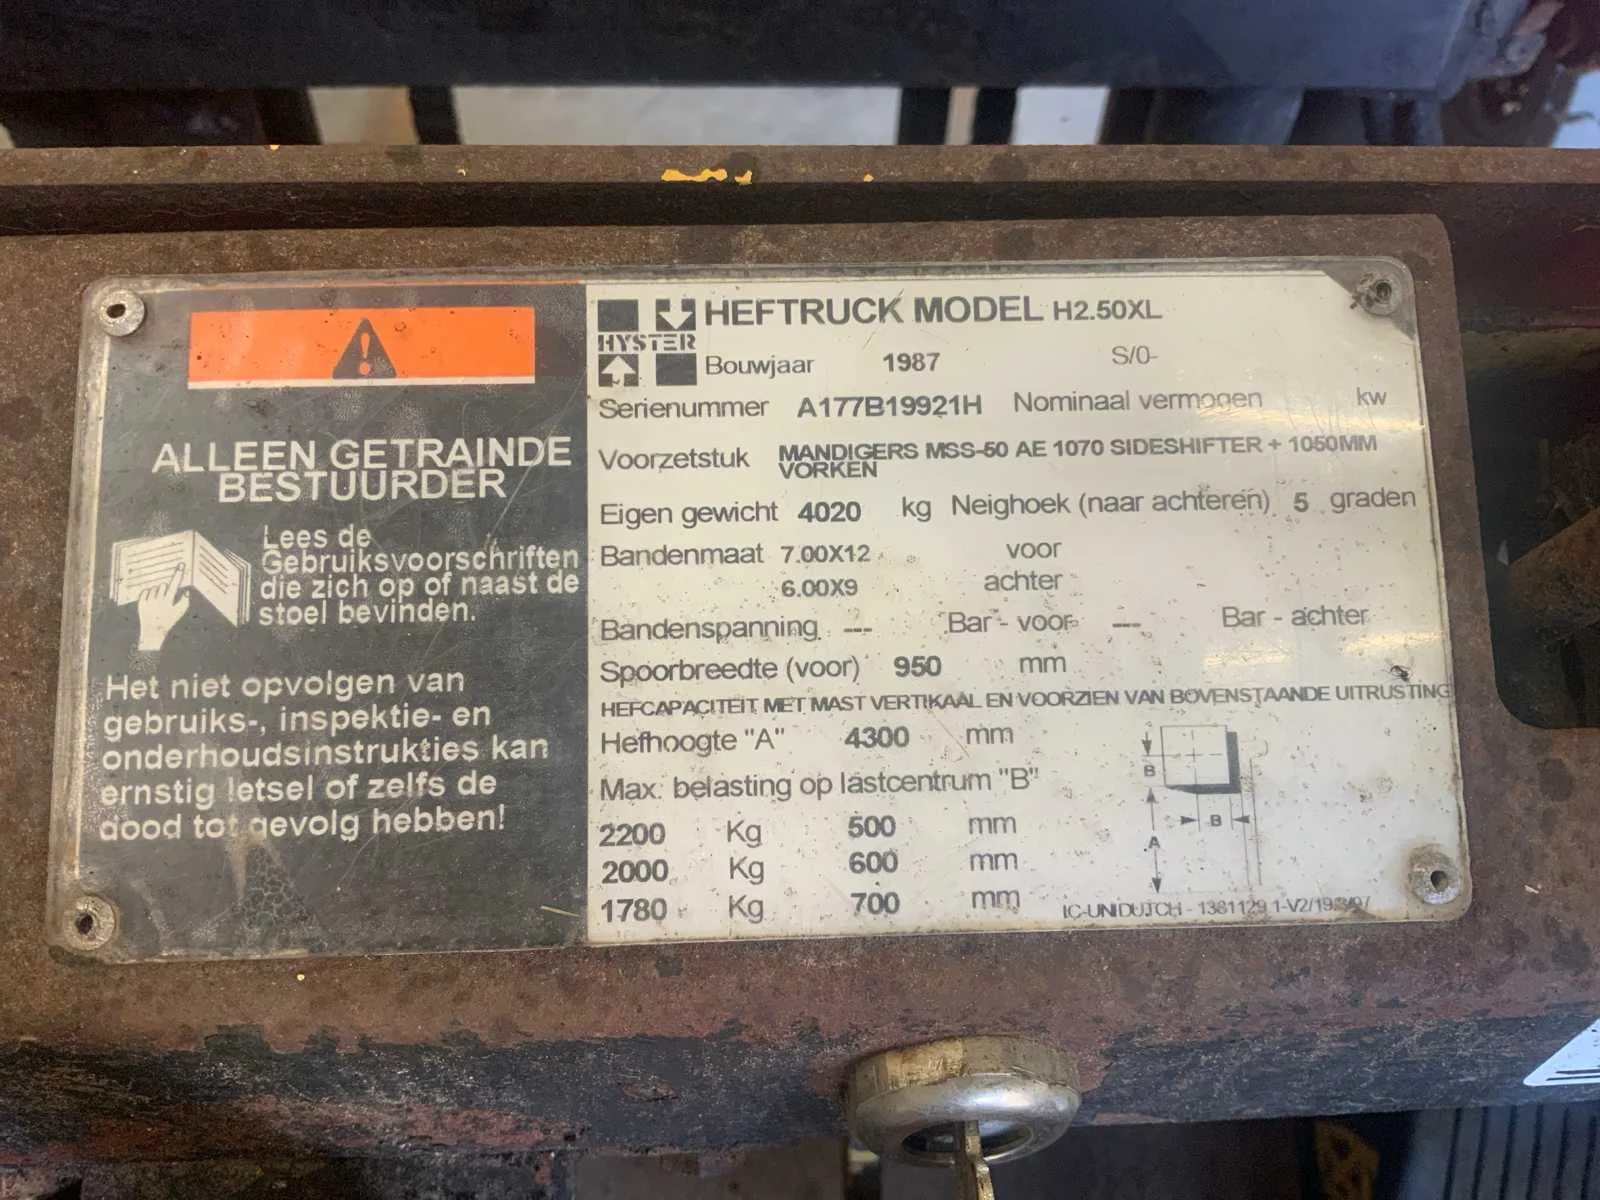 ALLEEN GETRAINDE
BESTUURDER
Lees de
Gebruiksvoorschriften
die zich op of naast de
stoel bevinden.
Het niet opvolgen van
gebruiks-, inspektie- en
onderhoudsinstrukties kan
ernstig letsel of zelfs de
dood tot gevolg hebben!
HYSTER
HEFTRUCK MODEL H2.50XL
Bouwjaar 1987 S/0-
Serienummer A177B19921H Nominaal vermogen kw
Voorzetstuk MANDIGERS MSS-50 AE 1070 SIDESHIFTER + 1050MM
VORKEN
Eigen gewicht 4020 kg Neighoek (naar achteren) 5 graden
Bandenmaat 7.00X12 voor
6.00X9 achter
Bandenspanning --- Bar - voor --- Bar - achter
Spoorbreedte (voor) 950 mm
HEFCAPACITEIT MET MAST VERTIKAAL EN VOORZIEN VAN BOVENSTAANDE UITRUSTING
Hefhoogte "A" 4300 mm
Max. belasting op lastcentrum "B"
2200 Kg 500 mm
2000 Kg 600 mm
1780 Kg 700 mm
B
B
A
IC-UNIDUTCH -